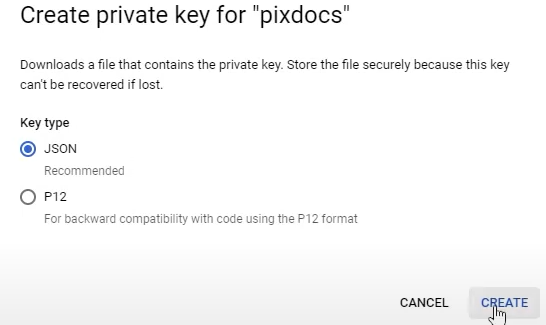 Create private key for "pixdocs"
Downloads a file that contains the private key. Store the file securely because this key
can't be recovered if lost.
Key type
JSON
Recommended
P12
For backward compatibility with code using the P12 format
CANCEL CREATE